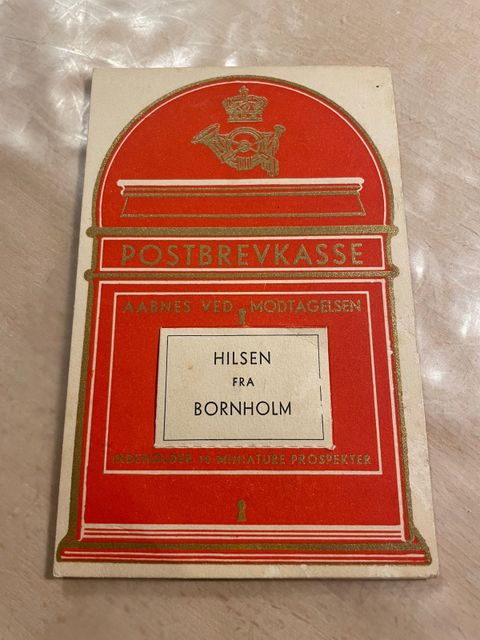 POSTBREVKASSE
AABNES VED MODTAGELSEN
HILSEN
FRA
BORNHOLM
INDEHOLDER 10 MINIATURE PROSPEKTER